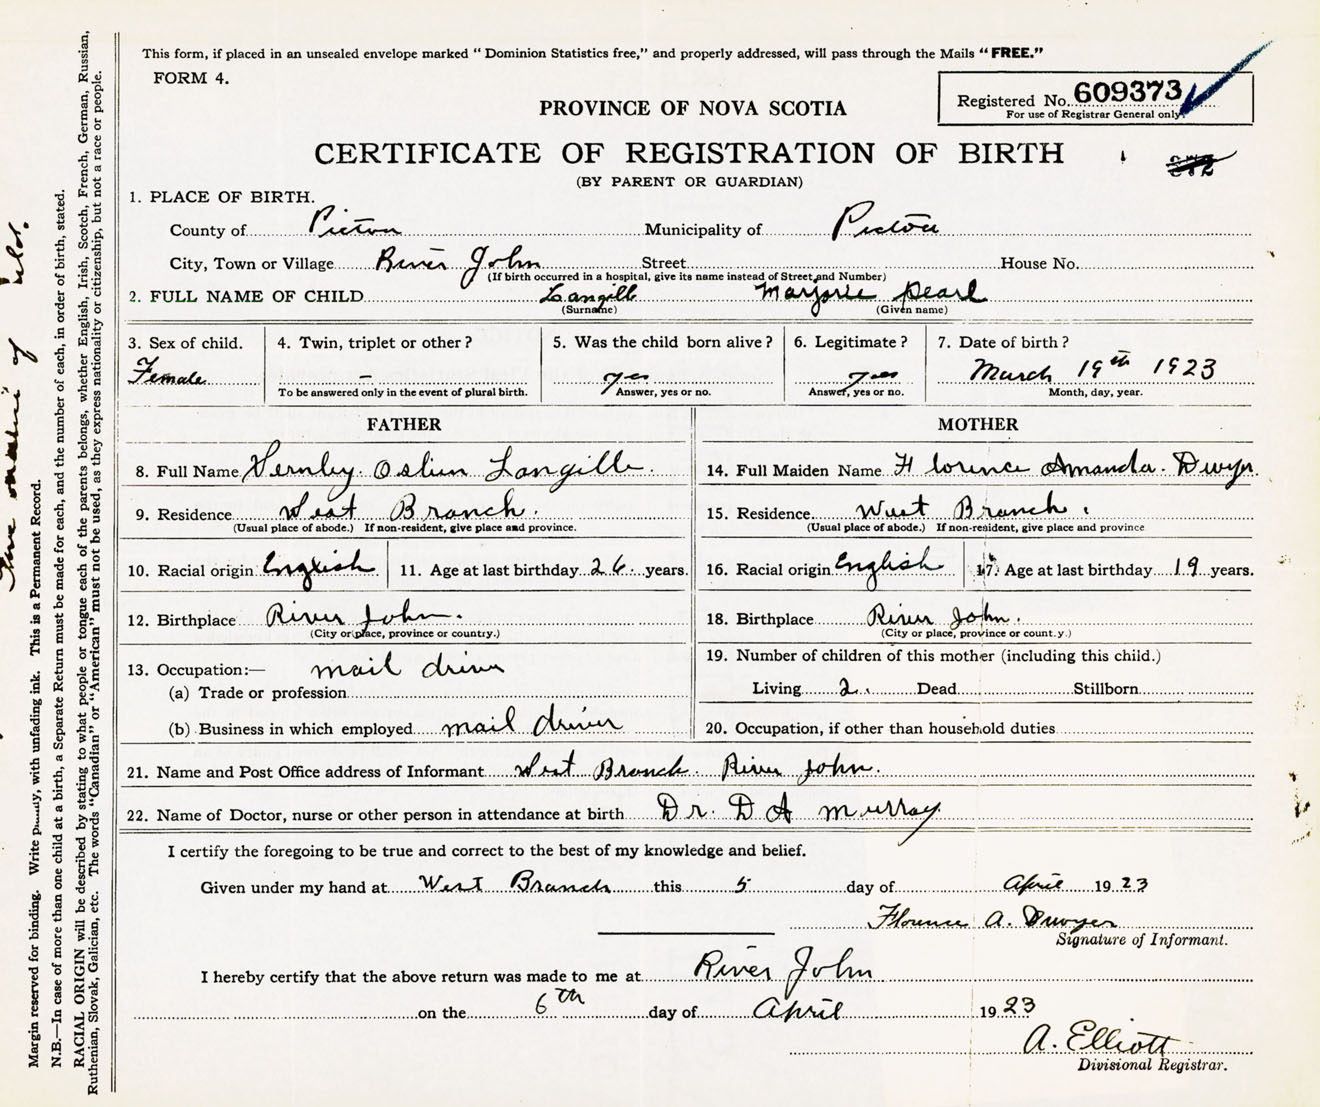 This form, if placed in an unsealed envelope marked "Dominion Statistics free," and properly addressed, will pass through the Mails "FREE."
FORM 4.
Registered No. 609373
For use of Registrar General only
PROVINCE OF NOVA SCOTIA
CERTIFICATE OF REGISTRATION OF BIRTH
(BY PARENT OR GUARDIAN)
1. PLACE OF BIRTH.
County of Pictou Municipality of Pictou
City, Town or Village River John Street House No.
(If birth occurred in a hospital, give its name instead of Street and Number)
2. FULL NAME OF CHILD Langille Marjorie Pearl
(Surname) (Given name)
3. Sex of child. 4. Twin, triplet or other? 5. Was the child born alive? 6. Legitimate? 7. Date of birth?
Female – yes yes March 19th 1923
To be answered only in the event of plural birth. Answer, yes or no. Answer, yes or no. Month, day, year.
FATHER MOTHER
8. Full Name Langille. 14. Full Maiden Name Florence Amanda. Dwyer.
9. Residence West Branch. 15. Residence West Branch.
(Usual place of abode.) If non-resident, give place and province. (Usual place of abode.) If non-resident, give place and province
10. Racial origin English 11. Age at last birthday 26 years. 16. Racial origin English 17. Age at last birthday 19 years.
12. Birthplace River John. 18. Birthplace River John.
(City or place, province or country.) (City or place, province or count.y.)
13. Occupation:— mail driver 19. Number of children of this mother (including this child.)
(a) Trade or profession Living 2. Dead Stillborn
(b) Business in which employed mail driver 20. Occupation, if other than household duties
21. Name and Post Office address of Informant West Branch. River John.
22. Name of Doctor, nurse or other person in attendance at birth Dr. D A Murray
I certify the foregoing to be true and correct to the best of my knowledge and belief.
Given under my hand at West Branch this 5 day of April 1923
Florence A. Dwyer
Signature of Informant.
I hereby certify that the above return was made to me at River John
on the 6th day of April 1923
A. Elliott
Divisional Registrar.
Margin reserved for binding. Write with unfading ink. This is a Permanent Record.
N.B.—In case of more than one child at a birth, a Separate Return must be made for each, and the number of each, in order of birth, stated.
RACIAL ORIGIN will be described by stating to what people or tongue each of the parents belongs, whether English, Irish, Scotch, French, German, Russian,
Ruthenian, Slovak, Galician, etc. The words "Canadian" or "American" must not be used, as they express nationality or citizenship, but not a race or people.